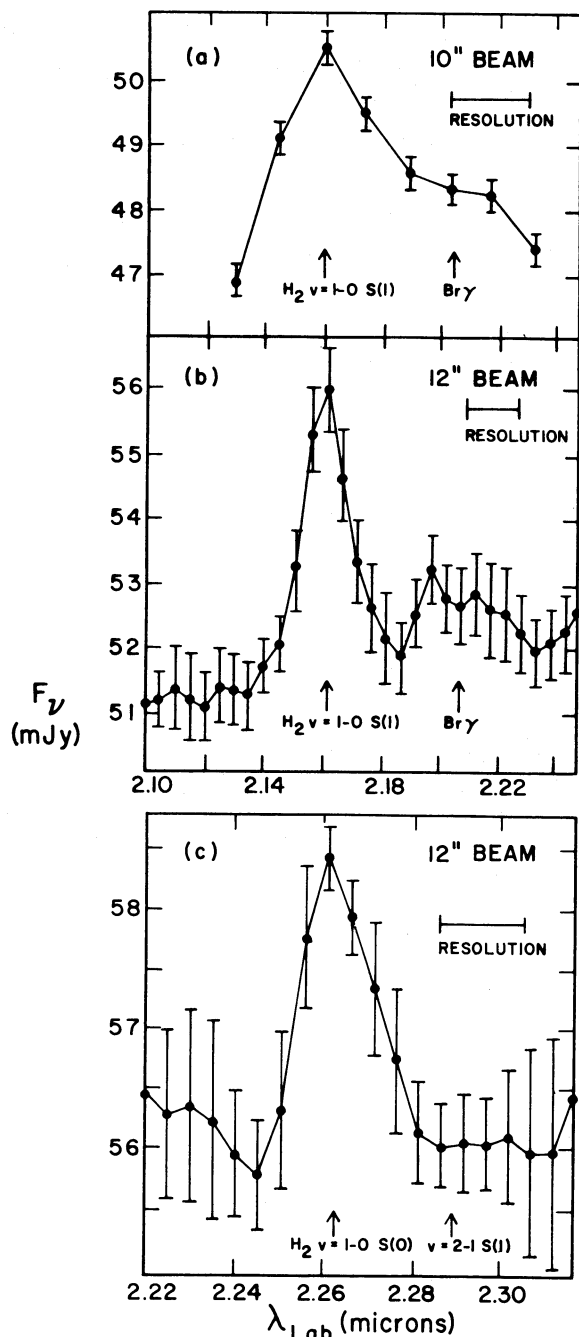 (a) 10" BEAM
RESOLUTION
50
49
48
47
H₂ v=1-0 S(1) Brγ
(b) 12" BEAM
RESOLUTION
56
55
54
53
52
51
Fν
(mJy)
H₂ v=1-0 S(1) Brγ
2.10 2.14 2.18 2.22
(c) 12" BEAM
RESOLUTION
58
57
56
H₂ v=1-0 S(0) v=2-1 S(1)
2.22 2.24 2.26 2.28 2.30
λLab (microns)